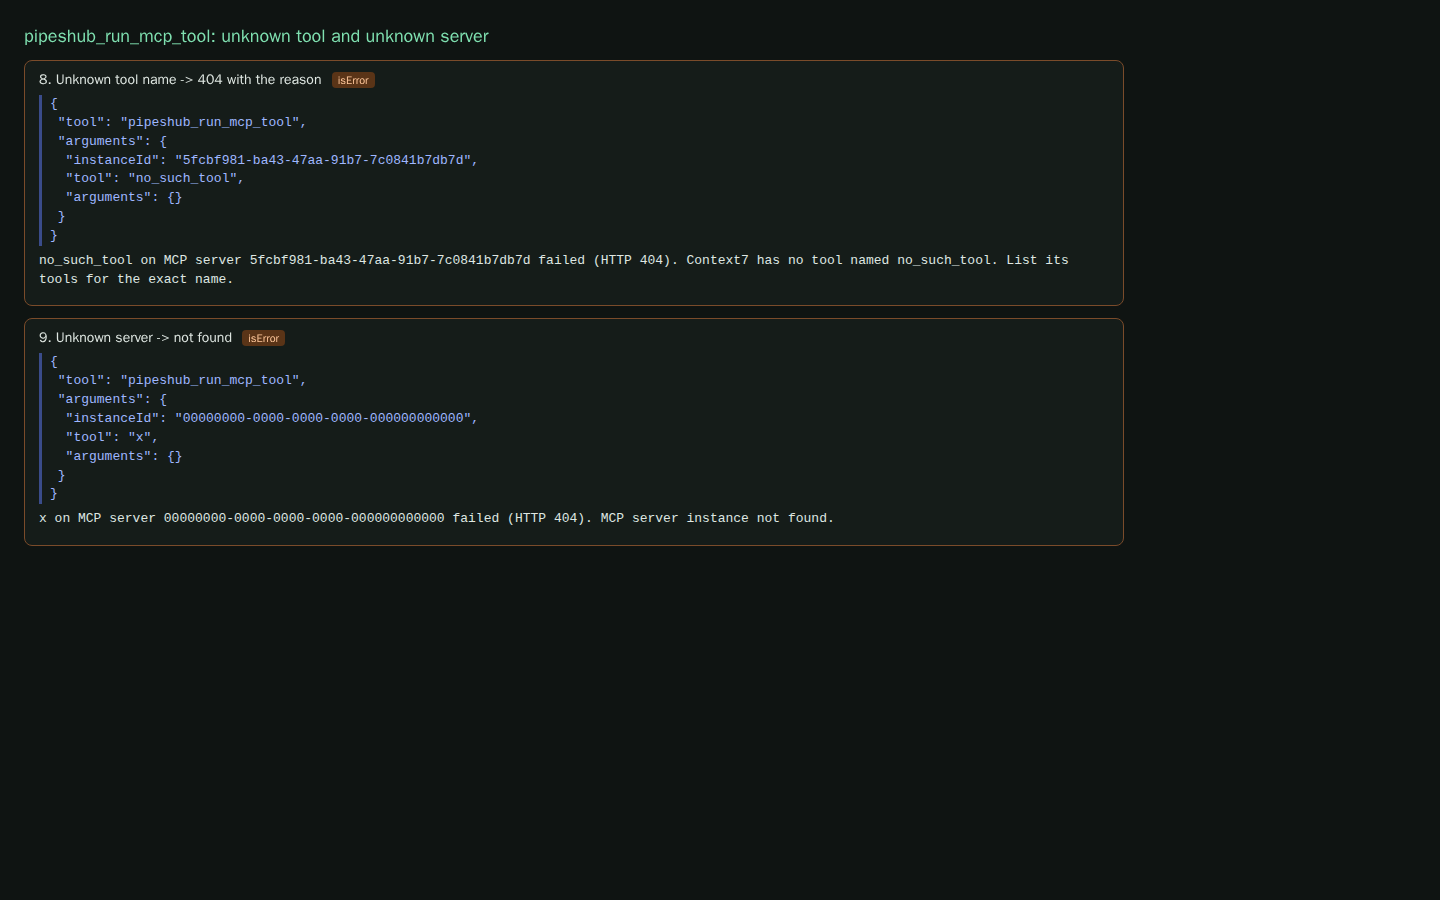 pipeshub_run_mcp_tool: unknown tool and unknown server
8. Unknown tool name -> 404 with the reason isError
{
"tool": "pipeshub_run_mcp_tool",
"arguments": {
"instanceId": "5fcbf981-ba43-47aa-91b7-7c0841b7db7d",
"tool": "no_such_tool",
"arguments": {}
}
}
no_such_tool on MCP server 5fcbf981-ba43-47aa-91b7-7c0841b7db7d failed (HTTP 404). Context7 has no tool named no_such_tool. List its
tools for the exact name.
9. Unknown server -> not found isError
{
"tool": "pipeshub_run_mcp_tool",
"arguments": {
"instanceId": "00000000-0000-0000-0000-000000000000",
"tool": "x",
"arguments": {}
}
}
x on MCP server 00000000-0000-0000-0000-000000000000 failed (HTTP 404). MCP server instance not found.